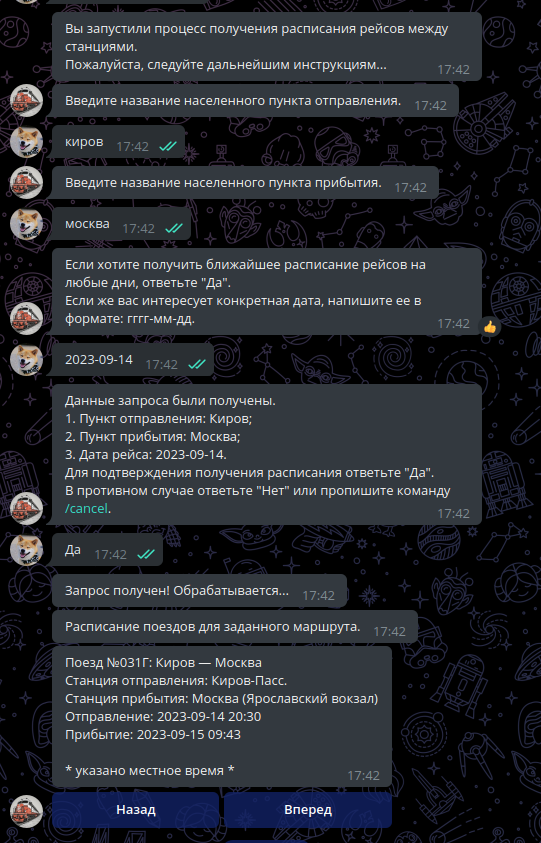 Вы запустили процесс получения расписания рейсов между
станциями.
Пожалуйста, следуйте дальнейшим инструкциям...
17:42
Введите название населенного пункта отправления. 17:42
киров 17:42
Введите название населенного пункта прибытия. 17:42
москва 17:42
Если хотите получить ближайшее расписание рейсов на
любые дни, ответьте "Да".
Если же вас интересует конкретная дата, напишите ее в
формате: гггг-мм-дд.
17:42
2023-09-14 17:42
Данные запроса были получены.
1. Пункт отправления: Киров;
2. Пункт прибытия: Москва;
3. Дата рейса: 2023-09-14.
Для подтверждения получения расписания ответьте "Да".
В противном случае ответьте "Нет" или пропишите команду
/cancel.
17:42
Да 17:42
Запрос получен! Обрабатывается... 17:42
Расписание поездов для заданного маршрута. 17:42
Поезд №031Г: Киров — Москва
Станция отправления: Киров-Пасс.
Станция прибытия: Москва (Ярославский вокзал)
Отправление: 2023-09-14 20:30
Прибытие: 2023-09-15 09:43
* указано местное время *
17:42
Назад Вперед